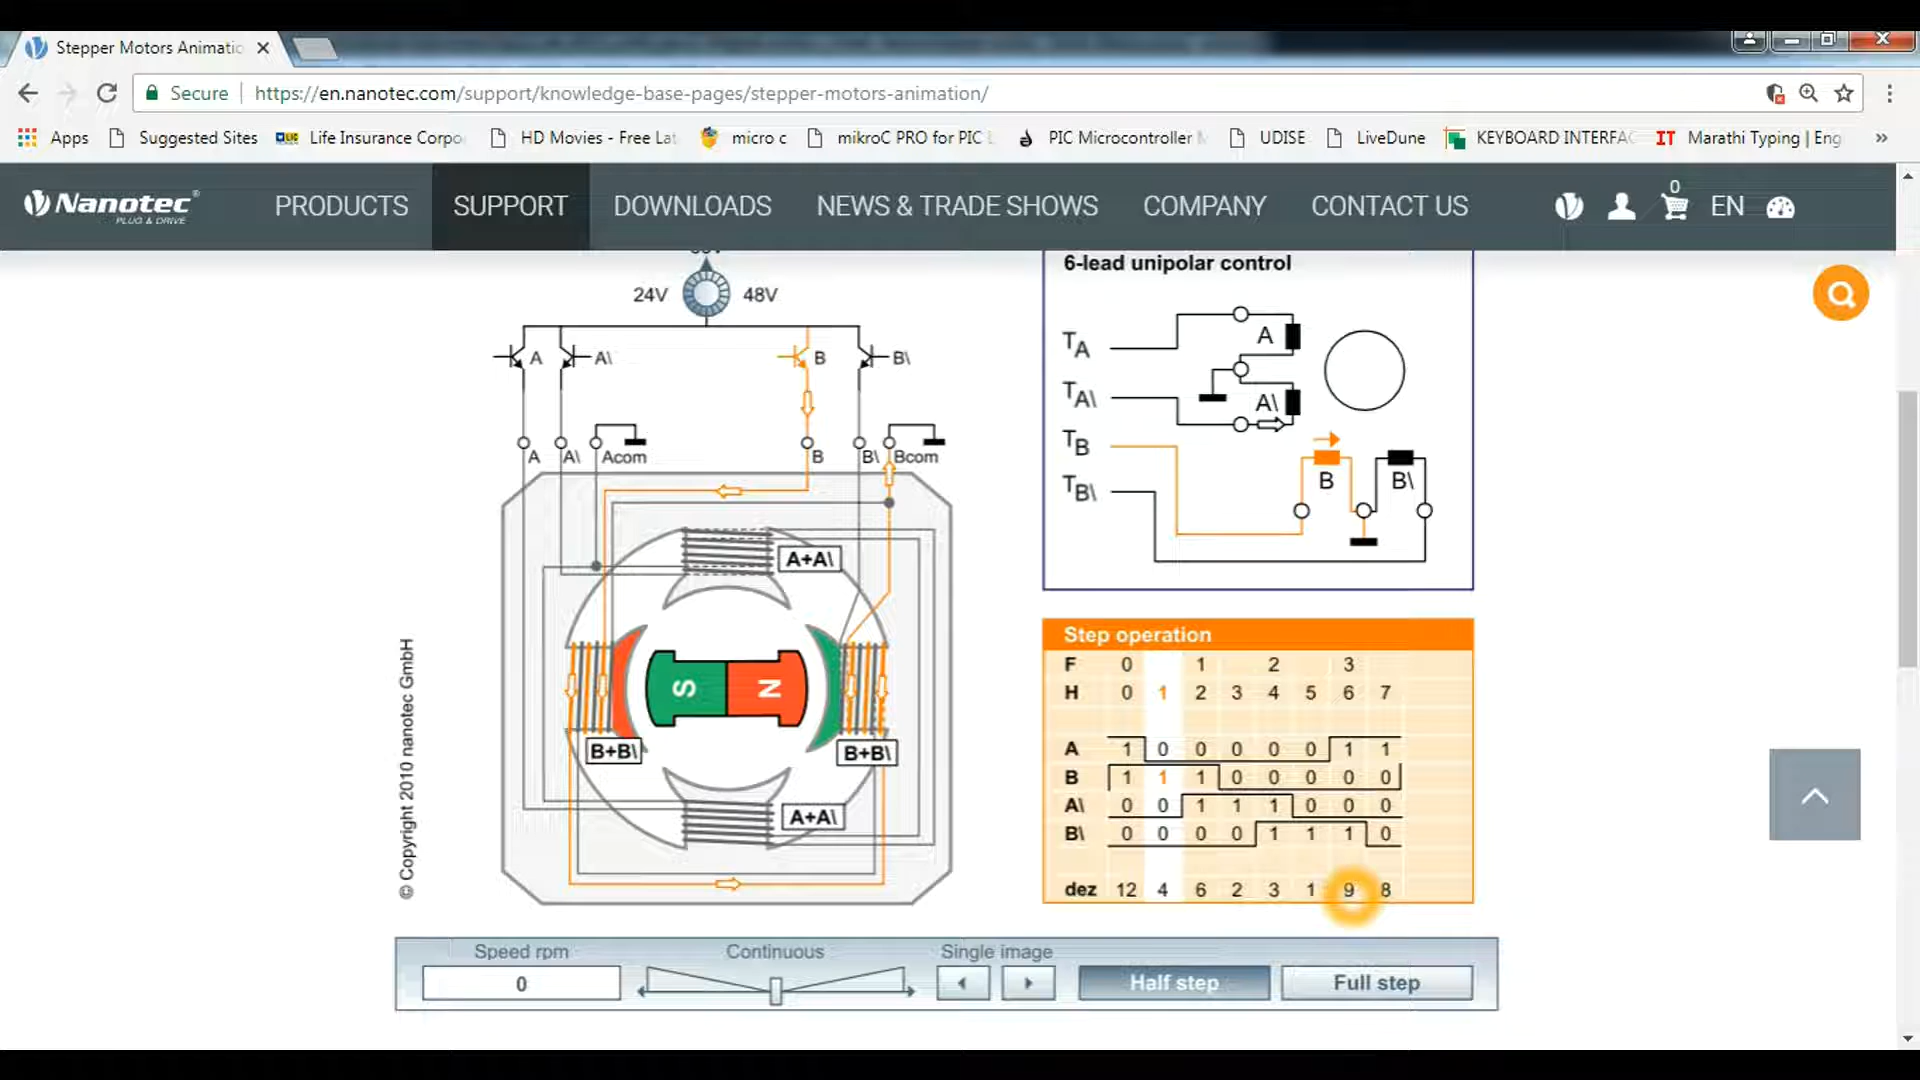 Stepper Motors Animatio
Secure https://en.nanotec.com/support/knowledge-base-pages/stepper-motors-animation/
Apps Suggested Sites LIC Life Insurance Corpo HD Movies - Free Lat micro c mikroC PRO for PIC PIC Microcontroller UDISE LiveDune KEYBOARD INTERFA IT Marathi Typing | Eng »
Nanotec® PRODUCTS SUPPORT DOWNLOADS NEWS & TRADE SHOWS COMPANY CONTACT US 0 EN
PLUG & DRIVE
24V 48V
A A\ B B\
A A\ Acom B B\ Bcom
A+A\
S N
B+B\ B+B\
A+A\
© Copyright 2010 nanotec GmbH
6-lead unipolar control
TA A
TA\ A\
TB
TB\ B B\
Step operation
F 0 1 2 3
H 0 1 2 3 4 5 6 7
A 1 0 0 0 0 0 1 1
B 1 1 1 0 0 0 0 0
A\ 0 0 1 1 1 0 0 0
B\ 0 0 0 0 1 1 1 0
dez 12 4 6 2 3 1 9 8
Speed rpm Continuous Single image
0 Half step Full step